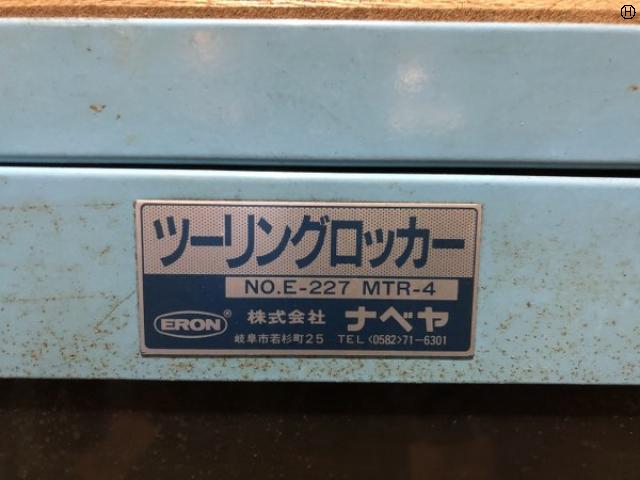 Ⓗ
ツーリングロッカー
NO.E-227 MTR-4
ERON® 株式会社 ナベヤ
岐阜市若杉町25 TEL<0582>71-6301